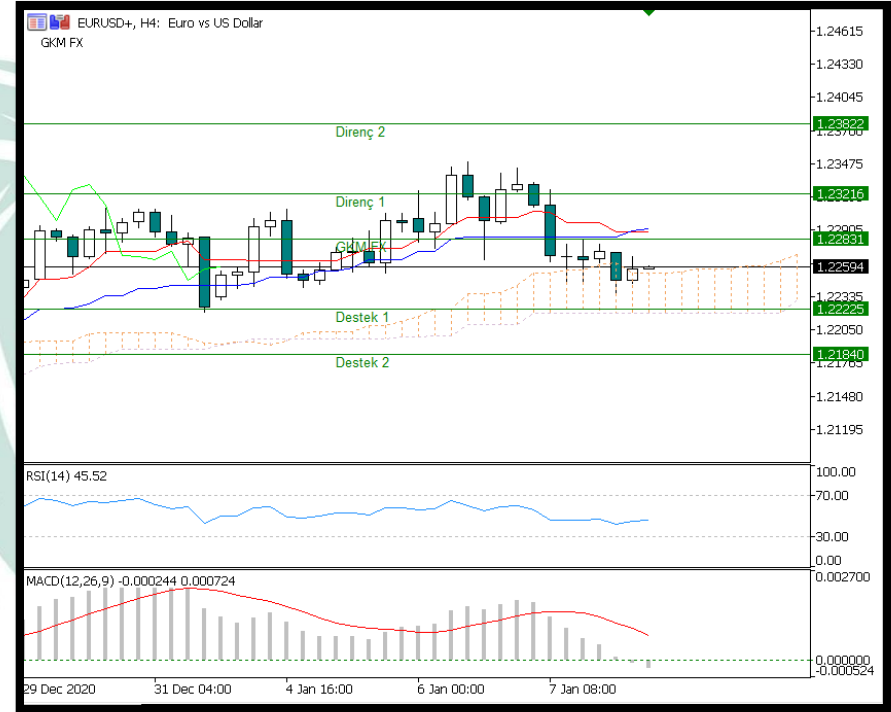 EURUSD+, H4: Euro vs US Dollar
GKM FX
1.24615
1.24330
1.24045
1.23822
Direnç 2
1.23475
1.23216
Direnç 1
1.22905
1.22831
GKM FX
1.22594
1.22335
1.22225
Destek 1
1.22050
1.21840
Destek 2
1.21765
1.21480
1.21195
RSI(14) 45.52
100.00
70.00
30.00
0.00
MACD(12,26,9) -0.000244 0.000724
0.002700
0.000000
-0.000524
29 Dec 2020 31 Dec 04:00 4 Jan 16:00 6 Jan 00:00 7 Jan 08:00